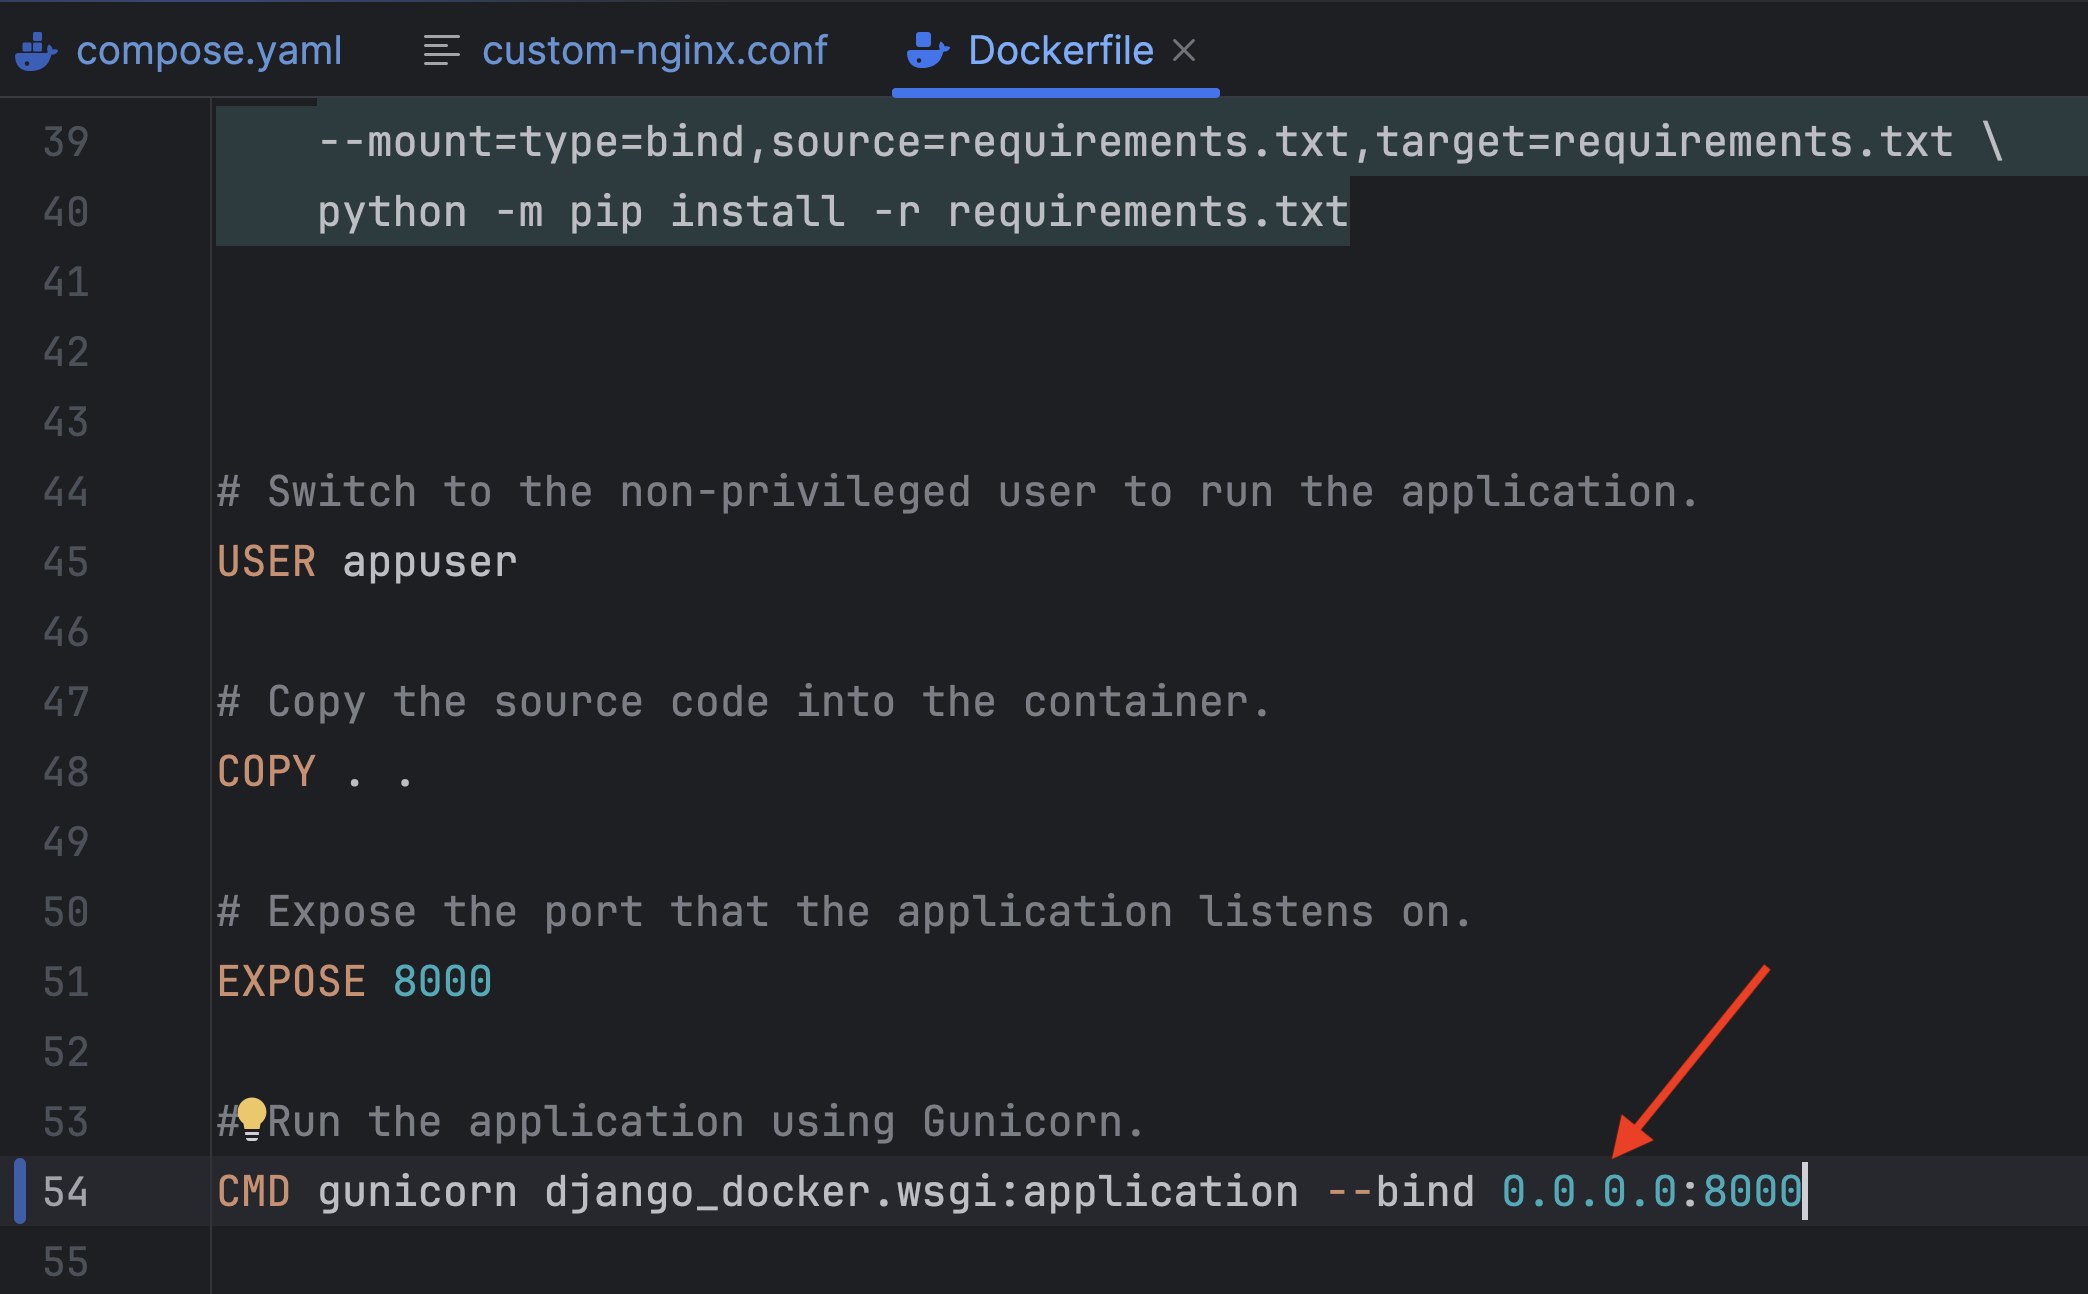 compose.yaml custom-nginx.conf Dockerfile
39 --mount=type=bind,source=requirements.txt,target=requirements.txt \
40 python -m pip install -r requirements.txt
41
42
43
44 # Switch to the non-privileged user to run the application.
45 USER appuser
46
47 # Copy the source code into the container.
48 COPY . .
49
50 # Expose the port that the application listens on.
51 EXPOSE 8000
52
53 # Run the application using Gunicorn.
54 CMD gunicorn django_docker.wsgi:application --bind 0.0.0.0:8000
55